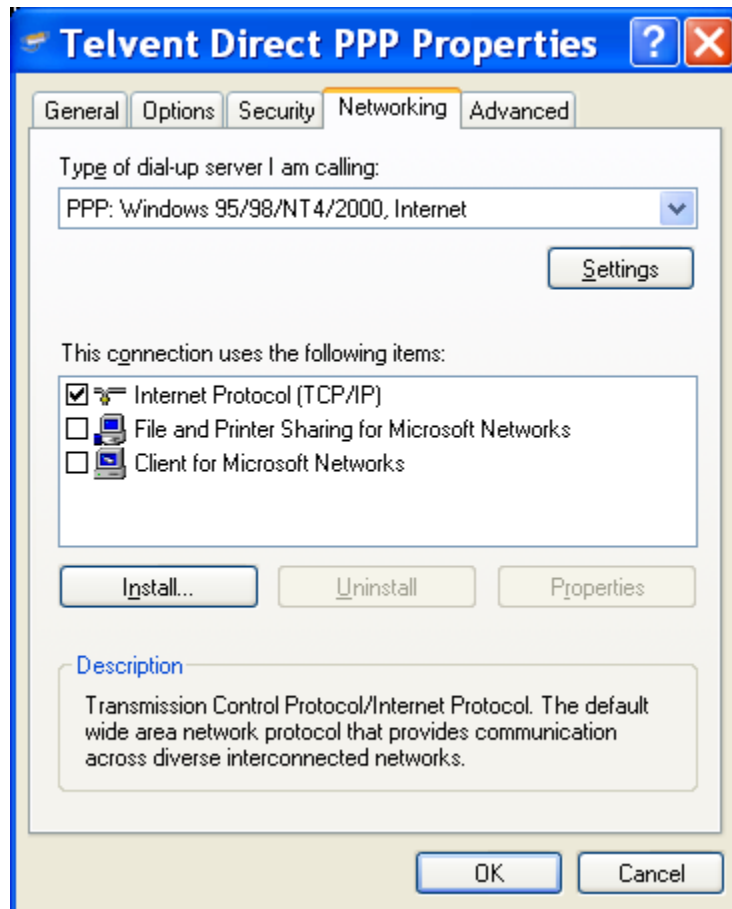 Telvent Direct PPP Properties
General Options Security Networking Advanced
Type of dial-up server I am calling:
PPP: Windows 95/98/NT4/2000, Internet
Settings
This connection uses the following items:
Internet Protocol (TCP/IP)
File and Printer Sharing for Microsoft Networks
Client for Microsoft Networks
Install... Uninstall Properties
Description
Transmission Control Protocol/Internet Protocol. The default
wide area network protocol that provides communication
across diverse interconnected networks.
OK Cancel